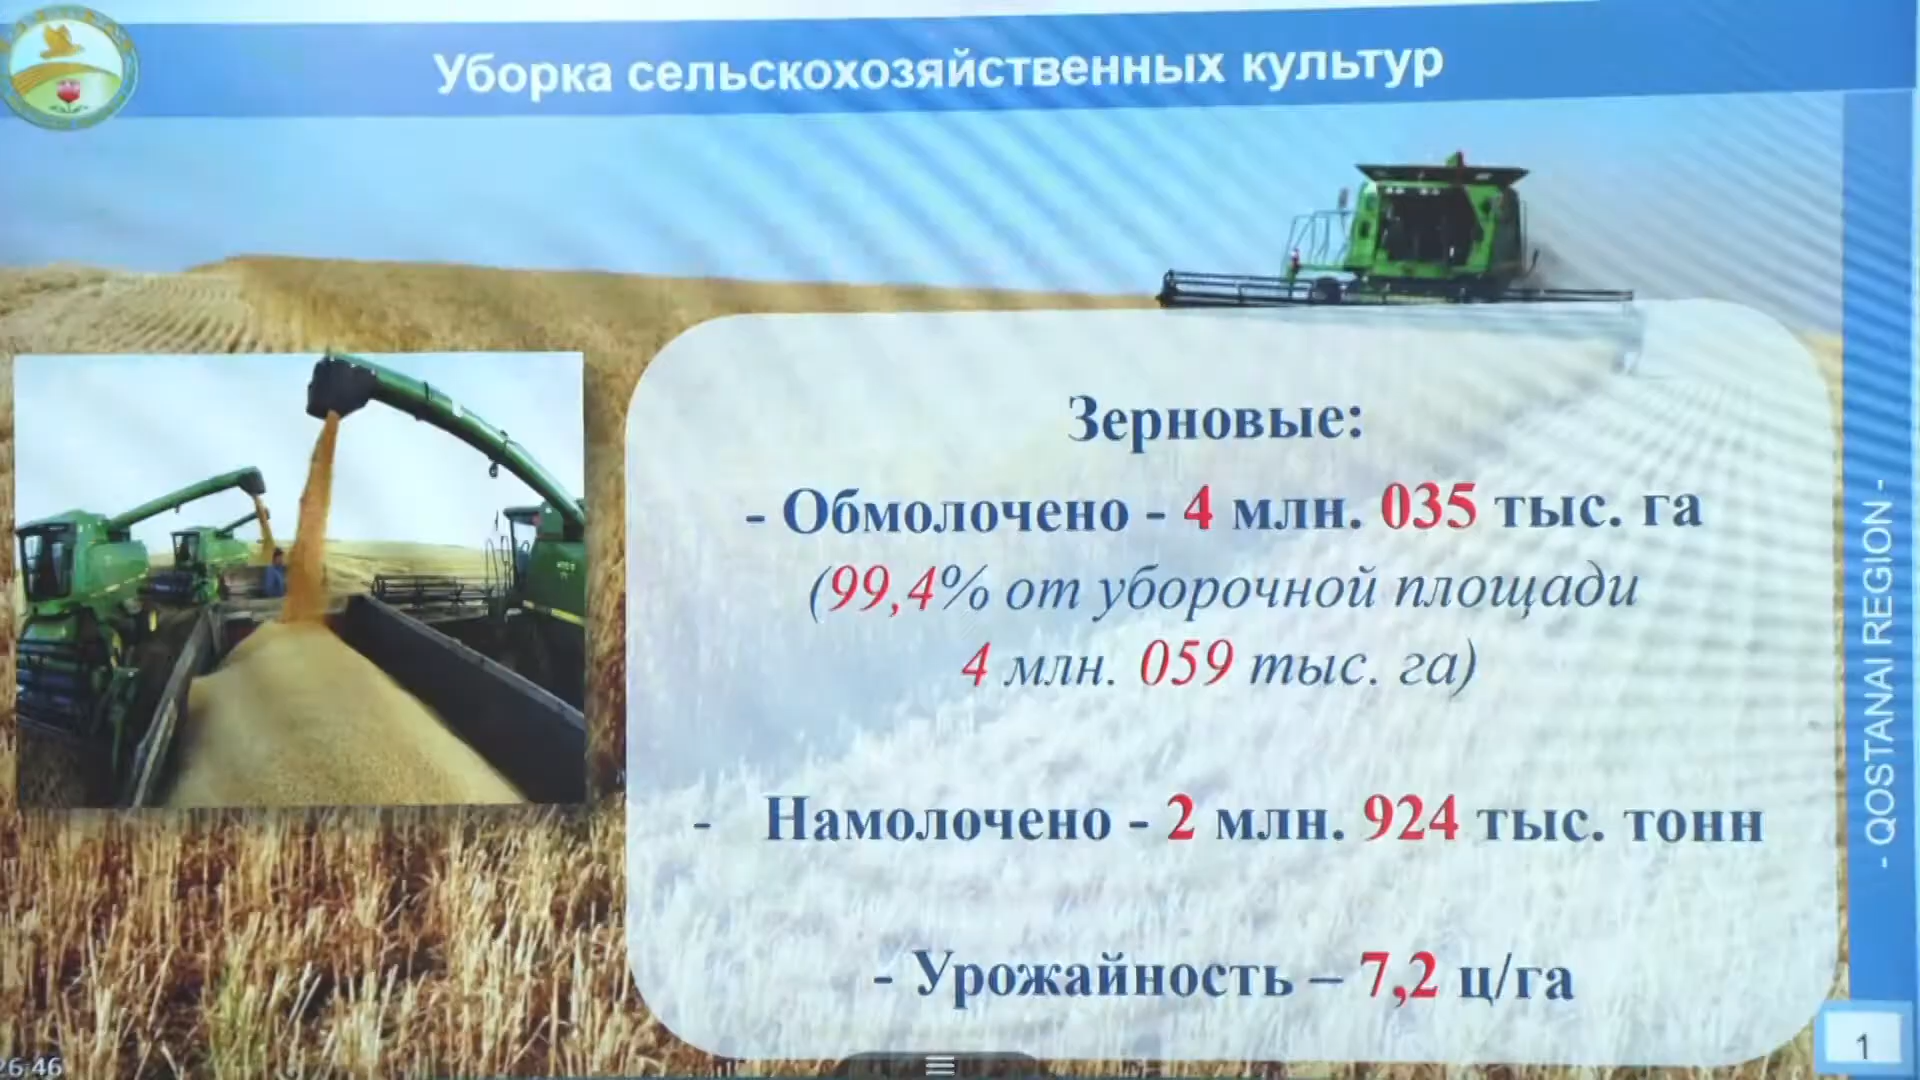 Уборка сельскохозяйственных культур
Зерновые:
- Обмолочено - 4 млн. 035 тыс. га
(99,4% от уборочной площади
4 млн. 059 тыс. га)
- Намолочено - 2 млн. 924 тыс. тонн
- Урожайность – 7,2 ц/га
- QOSTANAI REGION -
1
26:46